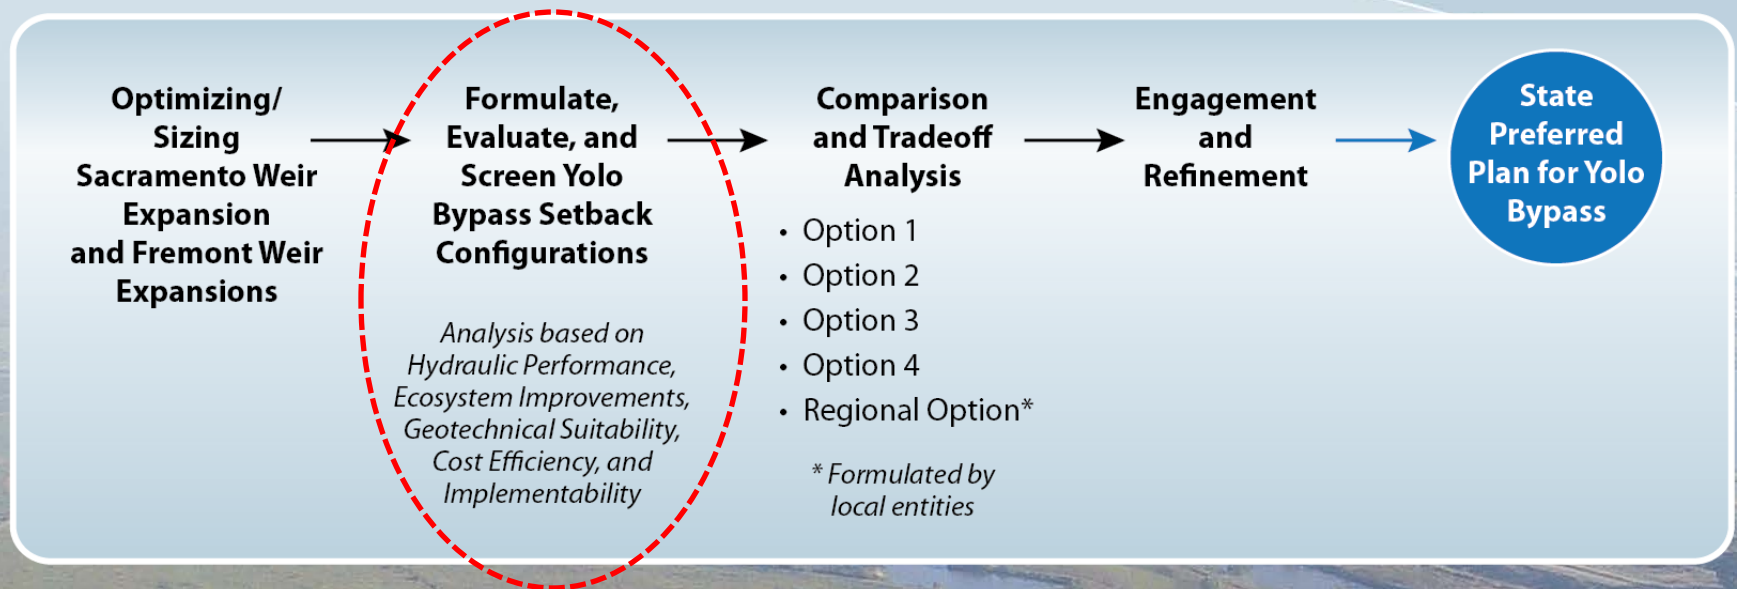 Optimizing/
Sizing
Sacramento Weir
Expansion
and Fremont Weir
Expansions
Formulate,
Evaluate, and
Screen Yolo
Bypass Setback
Configurations
Analysis based on
Hydraulic Performance,
Ecosystem Improvements,
Geotechnical Suitability,
Cost Efficiency, and
Implementability
Comparison
and Tradeoff
Analysis
• Option 1
• Option 2
• Option 3
• Option 4
• Regional Option*
* Formulated by
local entities
Engagement
and
Refinement
State
Preferred
Plan for Yolo
Bypass